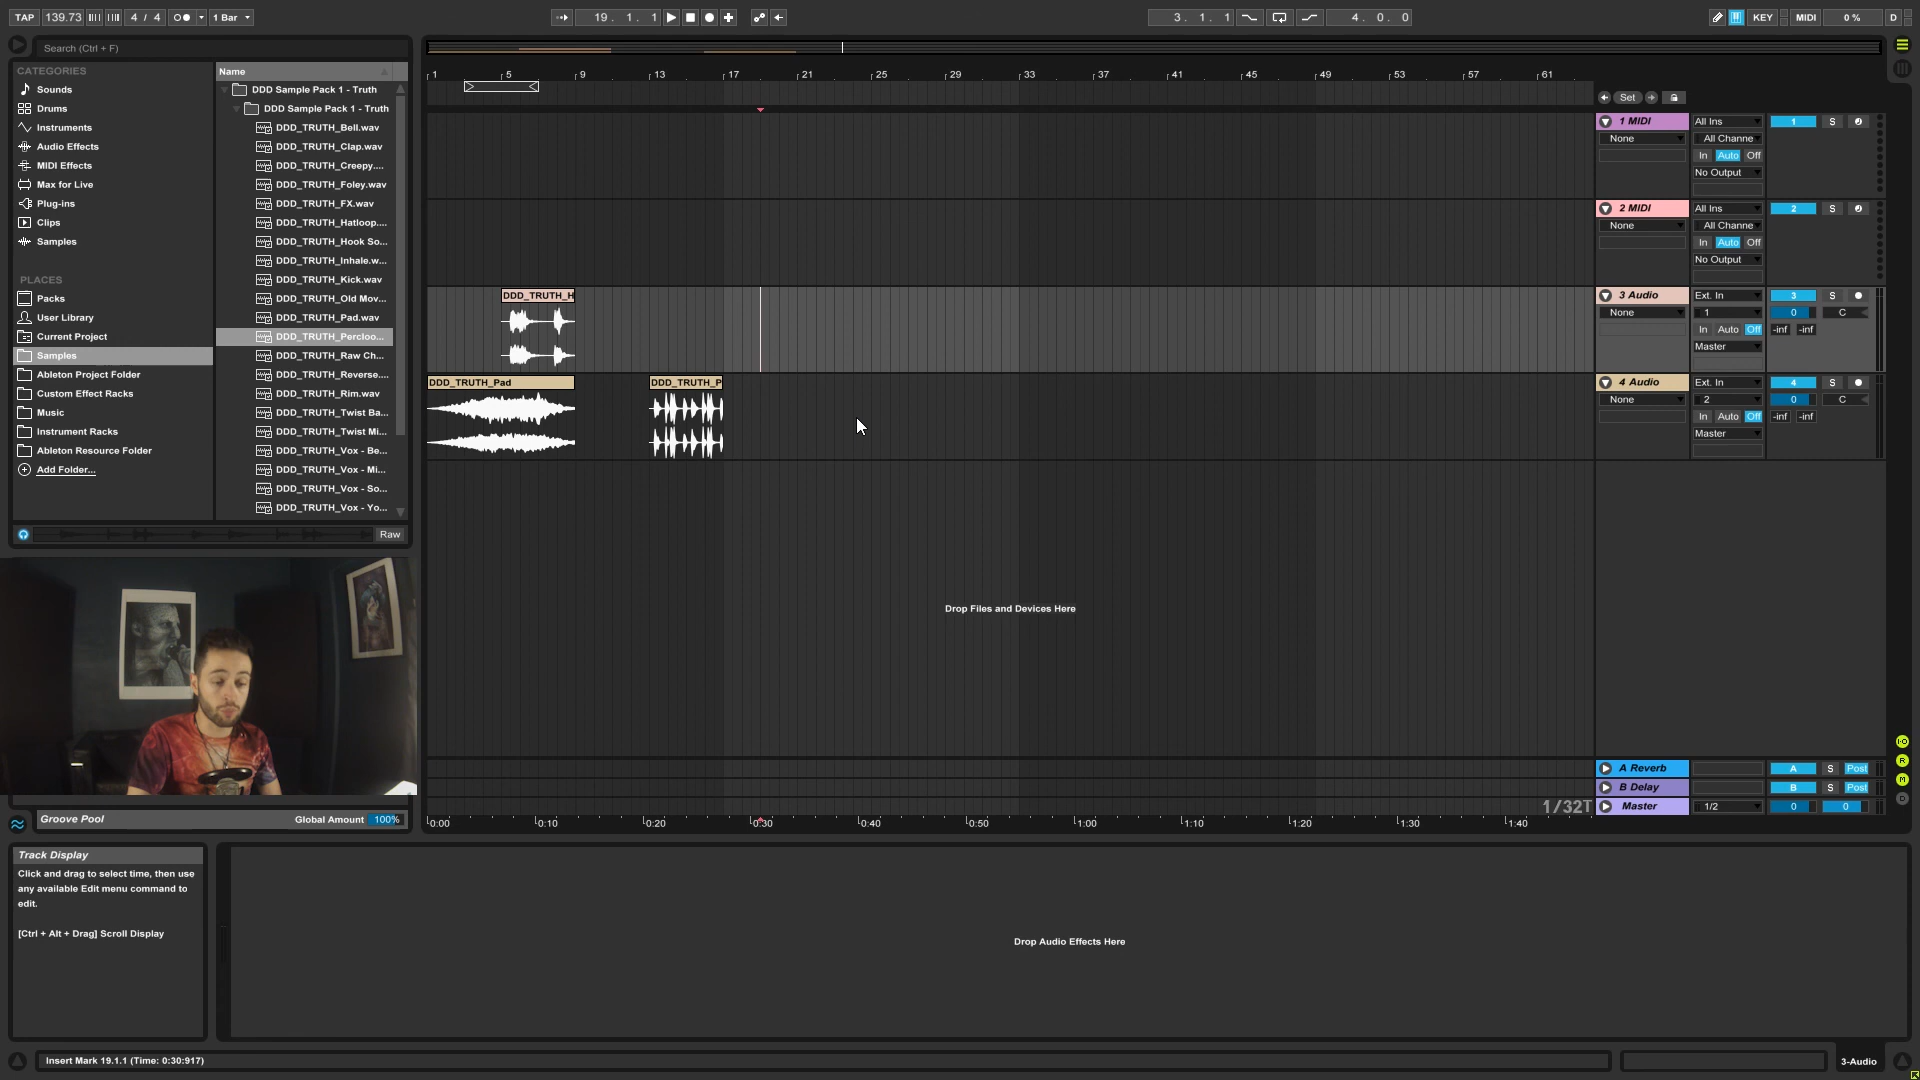 TAP 139.73 4 / 4 1 Bar 19. 1. 1 3. 1. 1 4. 0. 0 KEY MIDI 0 % D
Search (Ctrl + F)
CATEGORIES
Sounds
Drums
Instruments
Audio Effects
MIDI Effects
Max for Live
Plug-ins
Clips
Samples
PLACES
Packs
User Library
Current Project
Samples
Ableton Project Folder
Custom Effect Racks
Music
Instrument Racks
Ableton Resource Folder
Add Folder...
Name
DDD Sample Pack 1 - Truth
DDD Sample Pack 1 - Truth
DDD_TRUTH_Bell.wav
DDD_TRUTH_Clap.wav
DDD_TRUTH_Creepy....
DDD_TRUTH_Foley.wav
DDD_TRUTH_FX.wav
DDD_TRUTH_Hatloop....
DDD_TRUTH_Hook So...
DDD_TRUTH_Inhale.w...
DDD_TRUTH_Kick.wav
DDD_TRUTH_Old Mov...
DDD_TRUTH_Pad.wav
DDD_TRUTH_Percloo...
DDD_TRUTH_Raw Ch...
DDD_TRUTH_Reverse....
DDD_TRUTH_Rim.wav
DDD_TRUTH_Twist Ba...
DDD_TRUTH_Twist Mi...
DDD_TRUTH_Vox - Be...
DDD_TRUTH_Vox - Mi...
DDD_TRUTH_Vox - So...
DDD_TRUTH_Vox - Yo...
Raw
1 5 9 13 17 21 25 29 33 37 41 45 49 53 57 61
Set
1 MIDI All Ins 1 S
None All Channe
In Auto Off
No Output
2 MIDI All Ins 2 S
None All Channe
In Auto Off
No Output
DDD_TRUTH_H
3 Audio Ext. In 3 S
None 1 0 C
In Auto Off -inf -inf
Master
DDD_TRUTH_Pad DDD_TRUTH_P
4 Audio Ext. In 4 S
None 2 0 C
In Auto Off -inf -inf
Master
Drop Files and Devices Here
A Reverb A S Post
B Delay B S Post
1/32T Master 1/2 0 0
0:00 0:10 0:20 0:30 0:40 0:50 1:00 1:10 1:20 1:30 1:40
Groove Pool Global Amount 100%
Track Display
Click and drag to select time, then use
any available Edit menu command to
edit.
[Ctrl + Alt + Drag] Scroll Display
Drop Audio Effects Here
Insert Mark 19.1.1 (Time: 0:30:917)
3-Audio